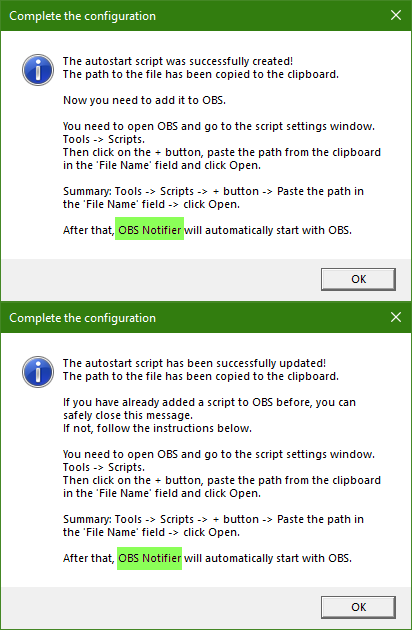 Complete the configuration
The autostart script was successfully created!
The path to the file has been copied to the clipboard.
Now you need to add it to OBS.
You need to open OBS and go to the script settings window.
Tools -> Scripts.
Then click on the + button, paste the path from the clipboard
in the 'File Name' field and click Open.
Summary: Tools -> Scripts -> + button -> Paste the path in
the 'File Name' field -> click Open.
After that, OBS Notifier will automatically start with OBS.
OK
Complete the configuration
The autostart script has been successfully updated!
The path to the file has been copied to the clipboard.
If you have already added a script to OBS before, you can
safely close this message.
If not, follow the instructions below.
You need to open OBS and go to the script settings window.
Tools -> Scripts.
Then click on the + button, paste the path from the clipboard
in the 'File Name' field and click Open.
Summary: Tools -> Scripts -> + button -> Paste the path in
the 'File Name' field -> click Open.
After that, OBS Notifier will automatically start with OBS.
OK